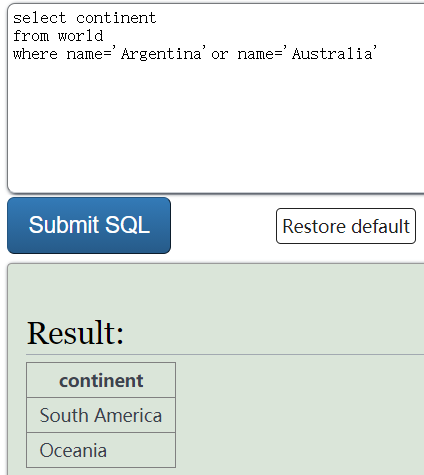 select continent
from world
where name='Argentina'or name='Australia'
Submit SQL
Restore default
Result:
continent
South America
Oceania